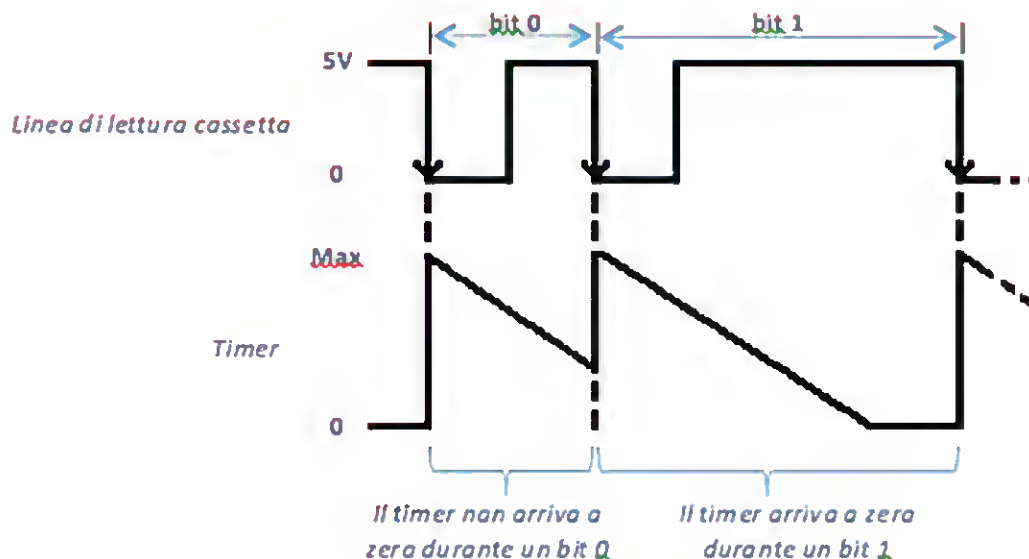 bit 0
bit 1
5V
Linea di lettura cassetta
0
Max
Timer
0
Il timer non arriva a
zero durante un bit 0
Il timer arriva a zero
durante un bit 1